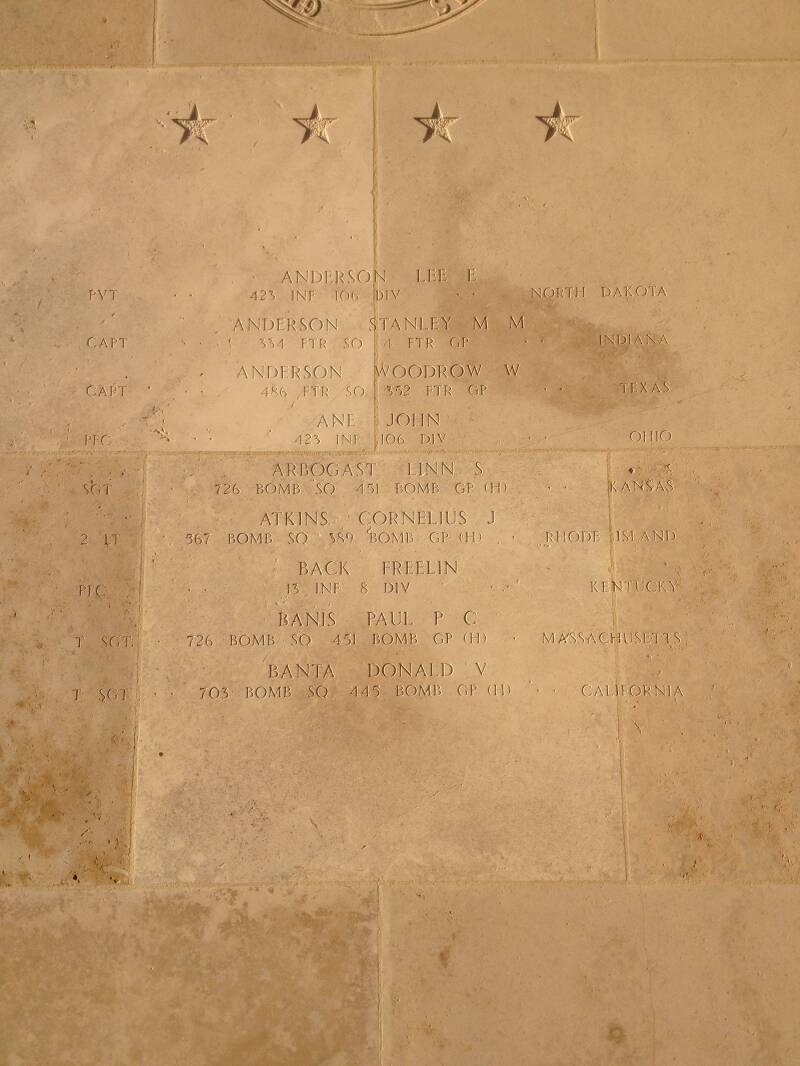 ANDERSON LEE E
PVT · · 423 INF 106 DIV · · NORTH DAKOTA
ANDERSON STANLEY M M
CAPT · · 334 FTR SQ 4 FTR GP · · INDIANA
ANDERSON WOODROW W
CAPT · · 486 FTR SQ 352 FTR GP · · TEXAS
ANE JOHN
PFC · · 423 INF 106 DIV · · OHIO
ARBOGAST LINN S
SGT · 726 BOMB SQ 451 BOMB GP (H) · · KANSAS
ATKINS CORNELIUS J
2 LT · 567 BOMB SQ 389 BOMB GP (H) · RHODE ISLAND
BACK FREELIN
PFC · · 13 INF 8 DIV · · KENTUCKY
BANIS PAUL P C
T SGT · · 726 BOMB SQ 451 BOMB GP (H) · MASSACHUSETTS
BANTA DONALD V
T SGT · · 703 BOMB SQ 445 BOMB GP (H) · · CALIFORNIA